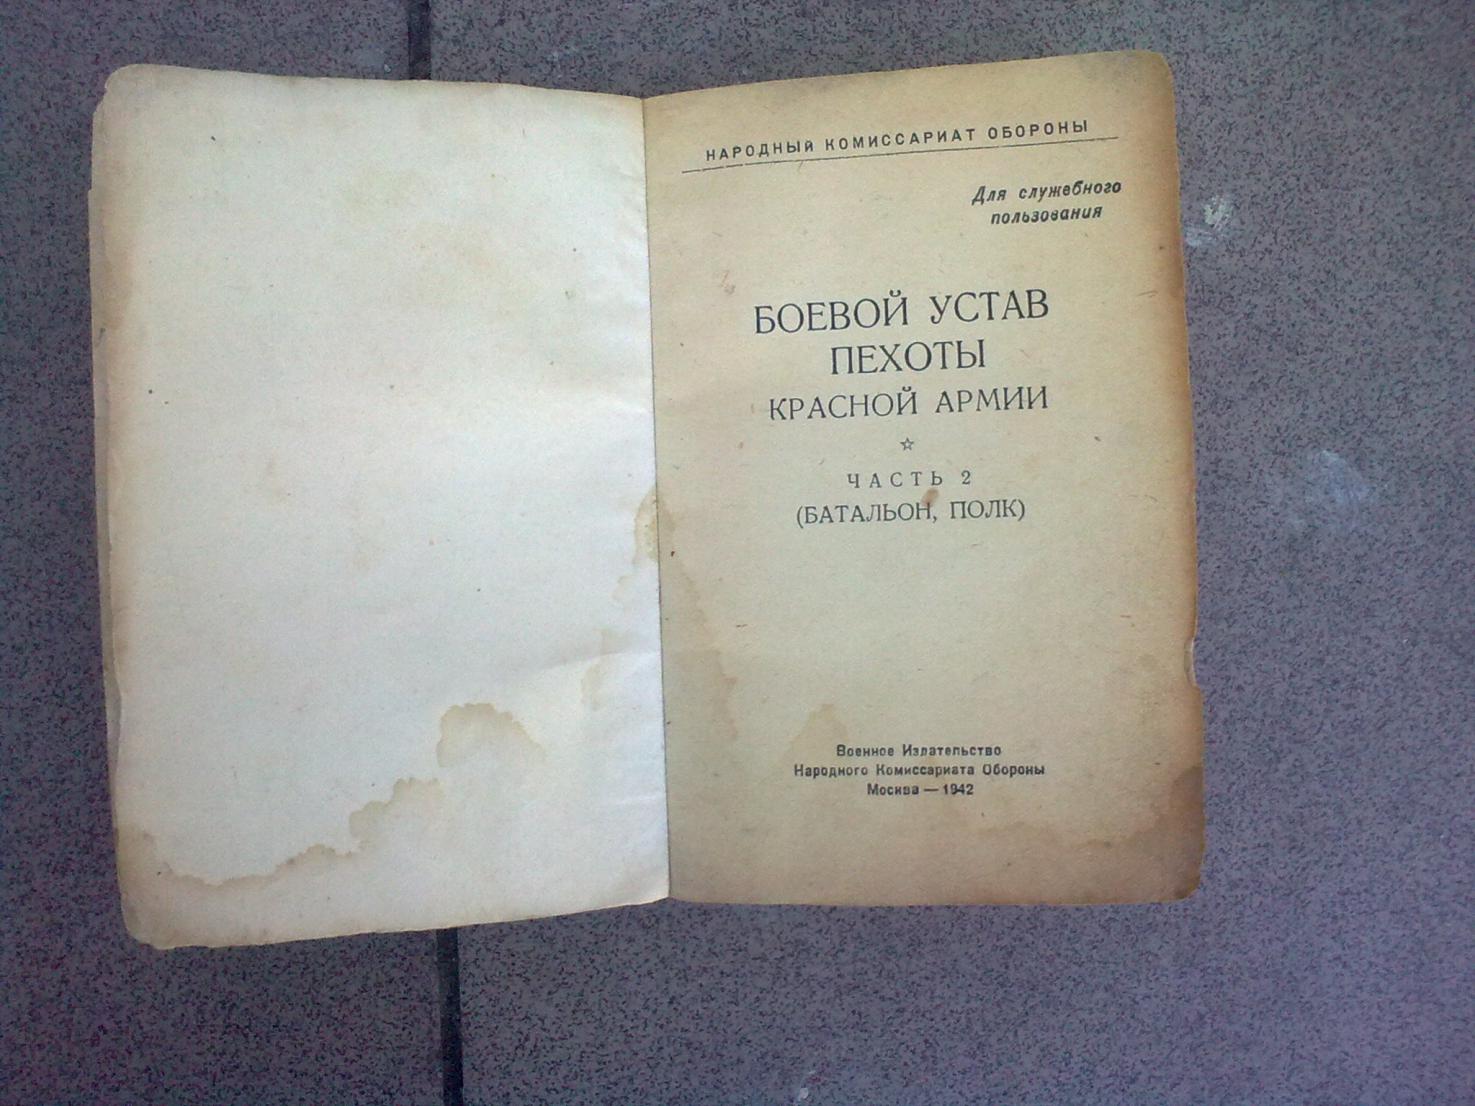 НАРОДНЫЙ КОМИССАРИАТ ОБОРОНЫ
Для служебного
пользования
БОЕВОЙ УСТАВ
ПЕХОТЫ
КРАСНОЙ АРМИИ
ЧАСТЬ 2
(БАТАЛЬОН, ПОЛК)
Военное Издательство
Народного Комиссариата Обороны
Москва — 1942